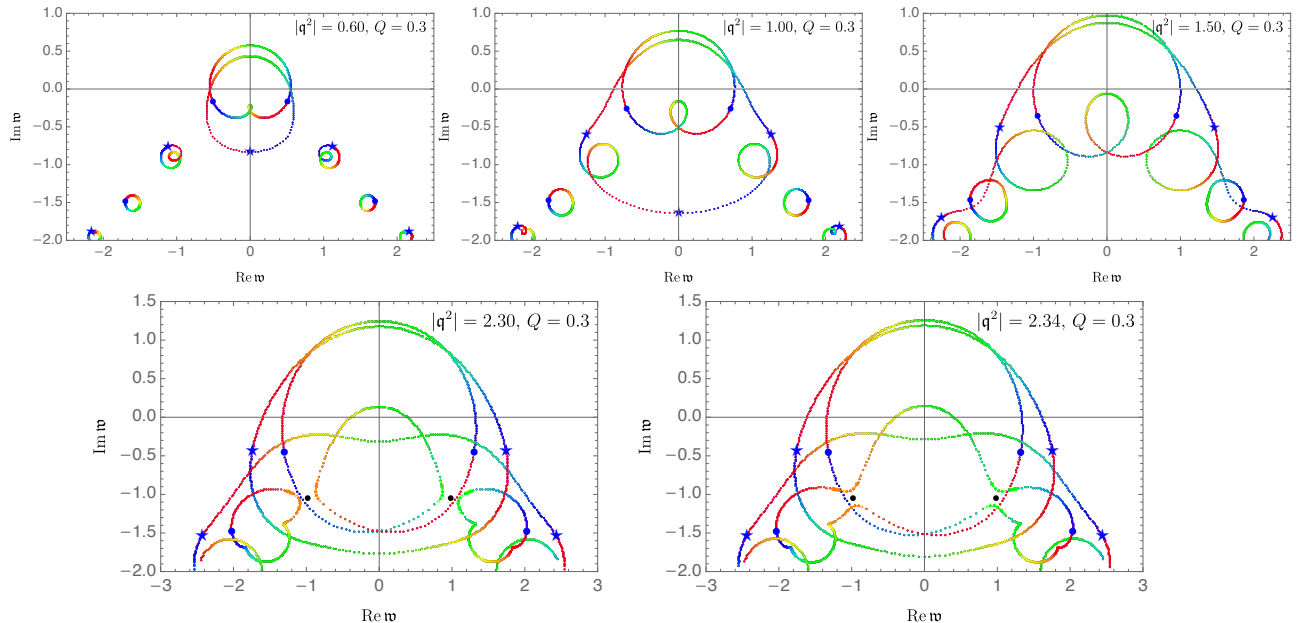 |𝔮²| = 0.60, Q = 0.3
1.0
0.5
0.0
−0.5
−1.0
−1.5
−2.0
Im 𝔴
−2 −1 0 1 2
Re 𝔴
|𝔮²| = 1.00, Q = 0.3
1.0
0.5
0.0
−0.5
−1.0
−1.5
−2.0
Im 𝔴
−2 −1 0 1 2
Re 𝔴
|𝔮²| = 1.50, Q = 0.3
1.0
0.5
0.0
−0.5
−1.0
−1.5
−2.0
Im 𝔴
−2 −1 0 1 2
Re 𝔴
|𝔮²| = 2.30, Q = 0.3
1.5
1.0
0.5
0.0
−0.5
−1.0
−1.5
−2.0
Im 𝔴
−3 −2 −1 0 1 2 3
Re 𝔴
|𝔮²| = 2.34, Q = 0.3
1.5
1.0
0.5
0.0
−0.5
−1.0
−1.5
−2.0
Im 𝔴
−3 −2 −1 0 1 2 3
Re 𝔴